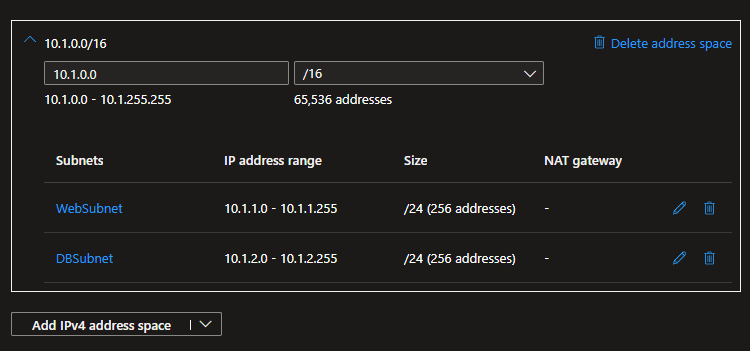 10.1.0.0/16 Delete address space
10.1.0.0 /16
10.1.0.0 - 10.1.255.255 65,536 addresses
Subnets IP address range Size NAT gateway
WebSubnet 10.1.1.0 - 10.1.1.255 /24 (256 addresses) -
DBSubnet 10.1.2.0 - 10.1.2.255 /24 (256 addresses) -
Add IPv4 address space